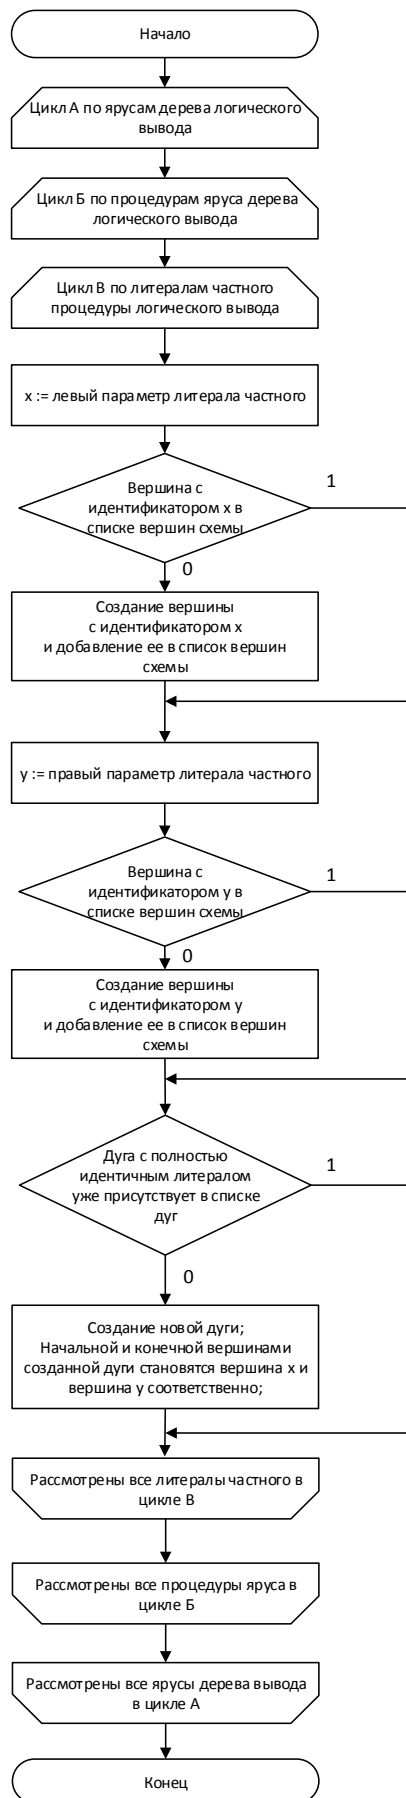 Начало
Цикл А по ярусам дерева логического
вывода
Цикл Б по процедурам яруса дерева
логического вывода
Цикл В по литералам частного
процедуры логического вывода
x := левый параметр литерала частного
Вершина с
идентификатором x в
списке вершин схемы
1
0
Создание вершины
с идентификатором x
и добавление ее в список вершин
схемы
y := правый параметр литерала частного
Вершина с
идентификатором y в
списке вершин схемы
1
0
Создание вершины
с идентификатором y
и добавление ее в список вершин
схемы
Дуга с полностью
идентичным литералом
уже присутствует в списке
дуг
1
0
Создание новой дуги;
Начальной и конечной вершинами
созданной дуги становятся вершина x и
вершина y соответственно;
Рассмотрены все литералы частного в
цикле В
Рассмотрены все процедуры яруса в
цикле Б
Рассмотрены все ярусы дерева вывода
в цикле А
Конец